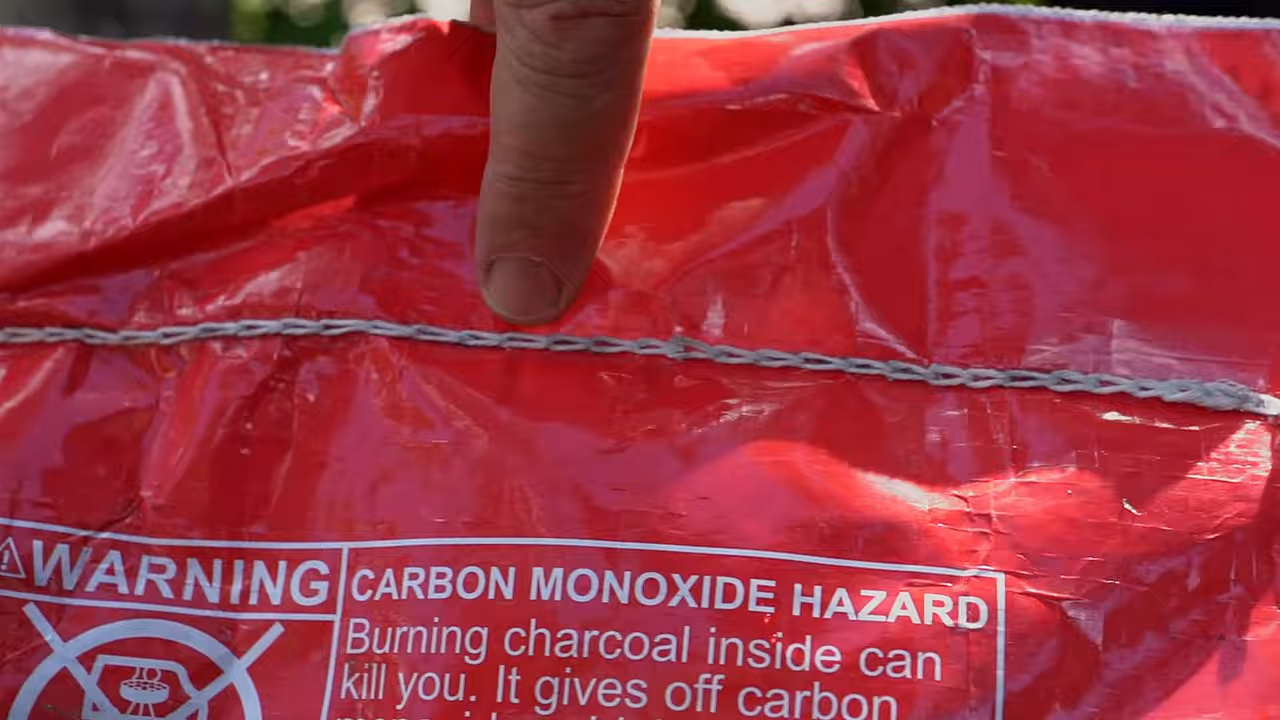 WARNING
CARBON MONOXIDE HAZARD
Burning charcoal inside can
kill you. It gives off carbon